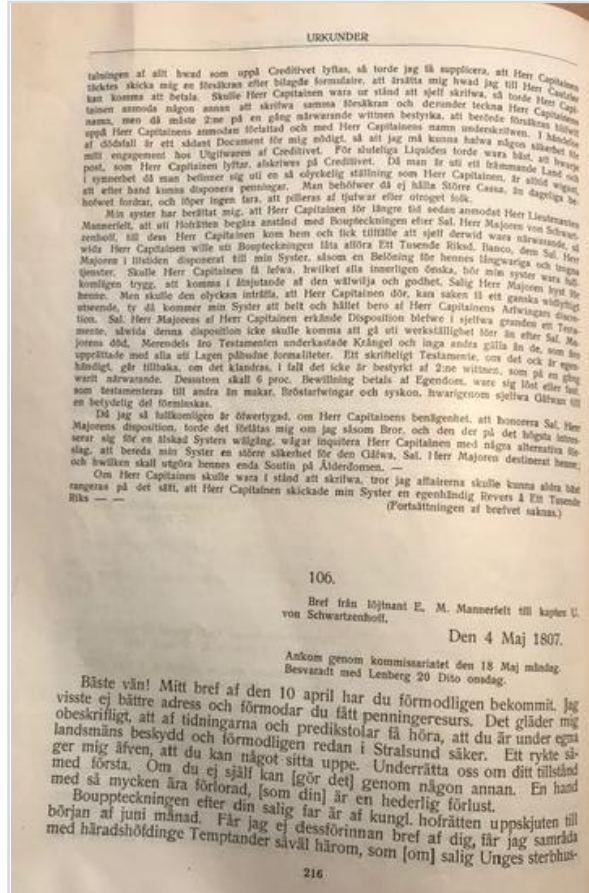 URKUNDER
talningen af allt hwad som uppå Creditivet lyftas, så torde jag få supplicera, att Herr Capitainen
täcktes skicka mig en försäkran efter bilagde formulaire, att ärsätta mig hwad jag till Herr Castelier
kan komma att betala. Skulle Herr Capitainen wara ur stånd att sjelf skrifwa, så torde Herr Capi-
tainen anmoda någon annan att skrifwa samma försäkran och derunder teckna Herr Capitainens
namn, men då måste 2:ne på en gång närwarande wittnen bestyrka, att berörde försäkran blifwit
uppå Herr Capitainens anmodan författad och med Herr Capitainens namn underskrifwen. I händelse
af dödsfall är ett sådant Document för mig nödigt, så att jag må kunna hafwa någon säkerhet för
mitt engagement hos Utgifwaren af Creditivet. För sluteliga Liquidens torde wara bäst, att hwarje
post, som Herr Capitainen lyftar, afskrifwes på Creditivet. Då man är uti ett främmande Land och
i synnerhet då man befinner sig uti en så olyckelig ställning som Herr Capitainen, är alltid wigtigt,
att efter hand kunna disponera penningar. Man behöfwer då ej hålla Större Cassa, än dageliga be-
hofwet fordrar, och löper ingen fara, att plileras af tjufwar eller otroget folk.
Min syster har berättat mig, att Herr Capitainen för längre tid sedan anmodat Herr Lieutenanten
Mannerfelt, att uti Hofrätten begära anstånd med Boupteckningen efter Sal. Herr Majoren von Schwart-
zenhoff, till dess Herr Capitainen kom hem och fick tillfälle att sjelf derwid wara närwarande, så
wida Herr Capitainen wille uti Boupteckningen låta afföra Ett Tusende Riksd. Banco, dem Sal. Herr
Majoren i lifstiden disponerat till min Syster, såsom en Belöning för hennes långwariga och trogna
tjenster. Skulle Herr Capitainen få lefwa, hwilket alla innerligen önska, bör min syster wara full-
komligen trygg, att komma i åtnjutande af den wälwilja och godhet, Salig Herr Majoren hyst för
henne. Men skulle den olyckan inträffa, att Herr Capitainen dör, kan saken få ett ganska widlyftigt
utseende, ty då kommer min Syster att helt och hållet bero af Herr Capitainens Arfwingars discre-
tion. Sal. Herr Majorens af Herr Capitainen erkände Disposition blefwe i sjelfwa grunden ett Testa-
mente, såwida denna disposition icke skulle komma att gå uti werkställighet förr än efter Sal. Ma-
jorens död. Merendels äro Testamenten underkastade Krångel och inga andra gälla än de, som äro
upprättade med alla uti Lagen påbudne formaliteter. Ett skrifteligt Testamente, om det ock är egen-
händigt, går tillbaka, om det klandras, i fall det icke är bestyrkt af 2:ne wittnen, som på en gång
warit närwarande. Dessutom skall 6 proc. Bewillning betals af Egendom, ware sig löst eller fast,
som testamenteras till andra än makar, Bröstarfwingar och syskon, hwarigenom sjelfwa Gåfwan till
en betydelig del förminskas.
Då jag så fullkomligen är öfwertygad, om Herr Capitainens benägenhet, att honorera Sal. Herr
Majorens disposition, torde det förlåtas mig om jag såsom Bror, och den der på det högsta intres-
serar sig för en älskad Systers wälgång, wågar inquitera Herr Capitainen med några alternativa för-
slag, att bereda min Syster en större säkerhet för den Gåfwa, Sal. Herr Majoren destinerat henne,
och hwilken skall utgöra hennes enda Soutin på Ålderdomen. —
Om Herr Capitainen skulle wara i stånd att skrifwa, tror jag affairerna skulle kunna aldra bäst
rangeras på det sätt, att Herr Capitainen skickade min Syster en egenhändig Revers å Ett Tusende
Riks — —
(Fortsättningen af brefvet saknas.)
106.
Bref från löjtnant E. M. Mannerfelt till kapten U.
von Schwartzenhoff.
Den 4 Maj 1807.
Ankom genom kommissariatet den 18 Maj måndag.
Besvaradt med Lenberg 20 Dito onsdag.
Bäste vän! Mitt bref af den 10 april har du förmodligen bekommit. Jag
visste ej bättre adress och förmodar du fått penningeresurs. Det gläder mig
obeskrifligt, att af tidningarna och predikstolar få höra, att du är under egna
landsmäns beskydd och förmodligen redan i Stralsund säker. Ett rykte sä-
ger mig äfven, att du kan något sitta uppe. Underrätta oss om ditt tillstånd
med första. Om du ej själf kan [gör det] genom någon annan. En hand
med så mycken ära förlorad, [som din] är en hederlig förlust.
Bouppteckningen efter din salig far är af kungl. hofrätten uppskjuten till
början af juni månad. Får jag ej dessförinnan bref af dig, får jag samråda
med häradshöfdinge Temptander såväl härom, som [om] salig Unges sterbhus-
216